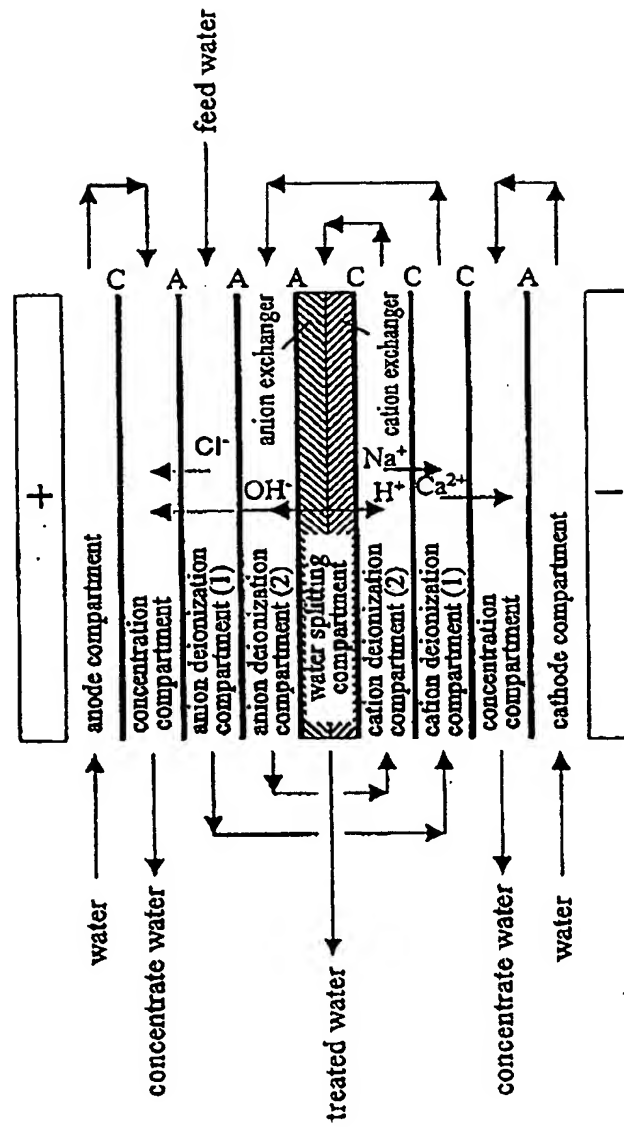 +
anode compartment
concentration
compartment
anion deionization
compartment (1)
anion deionization
compartment (2)
water splitting
compartment
cation deionization
compartment (2)
cation deionization
compartment (1)
concentration
compartment
cathode compartment
−
Cl-
OH-
Na+
H+
Ca2+
anion exchanger
cation exchanger
C
A
A
A
C
C
C
A
feed water
water
concentrate water
treated water
concentrate water
water